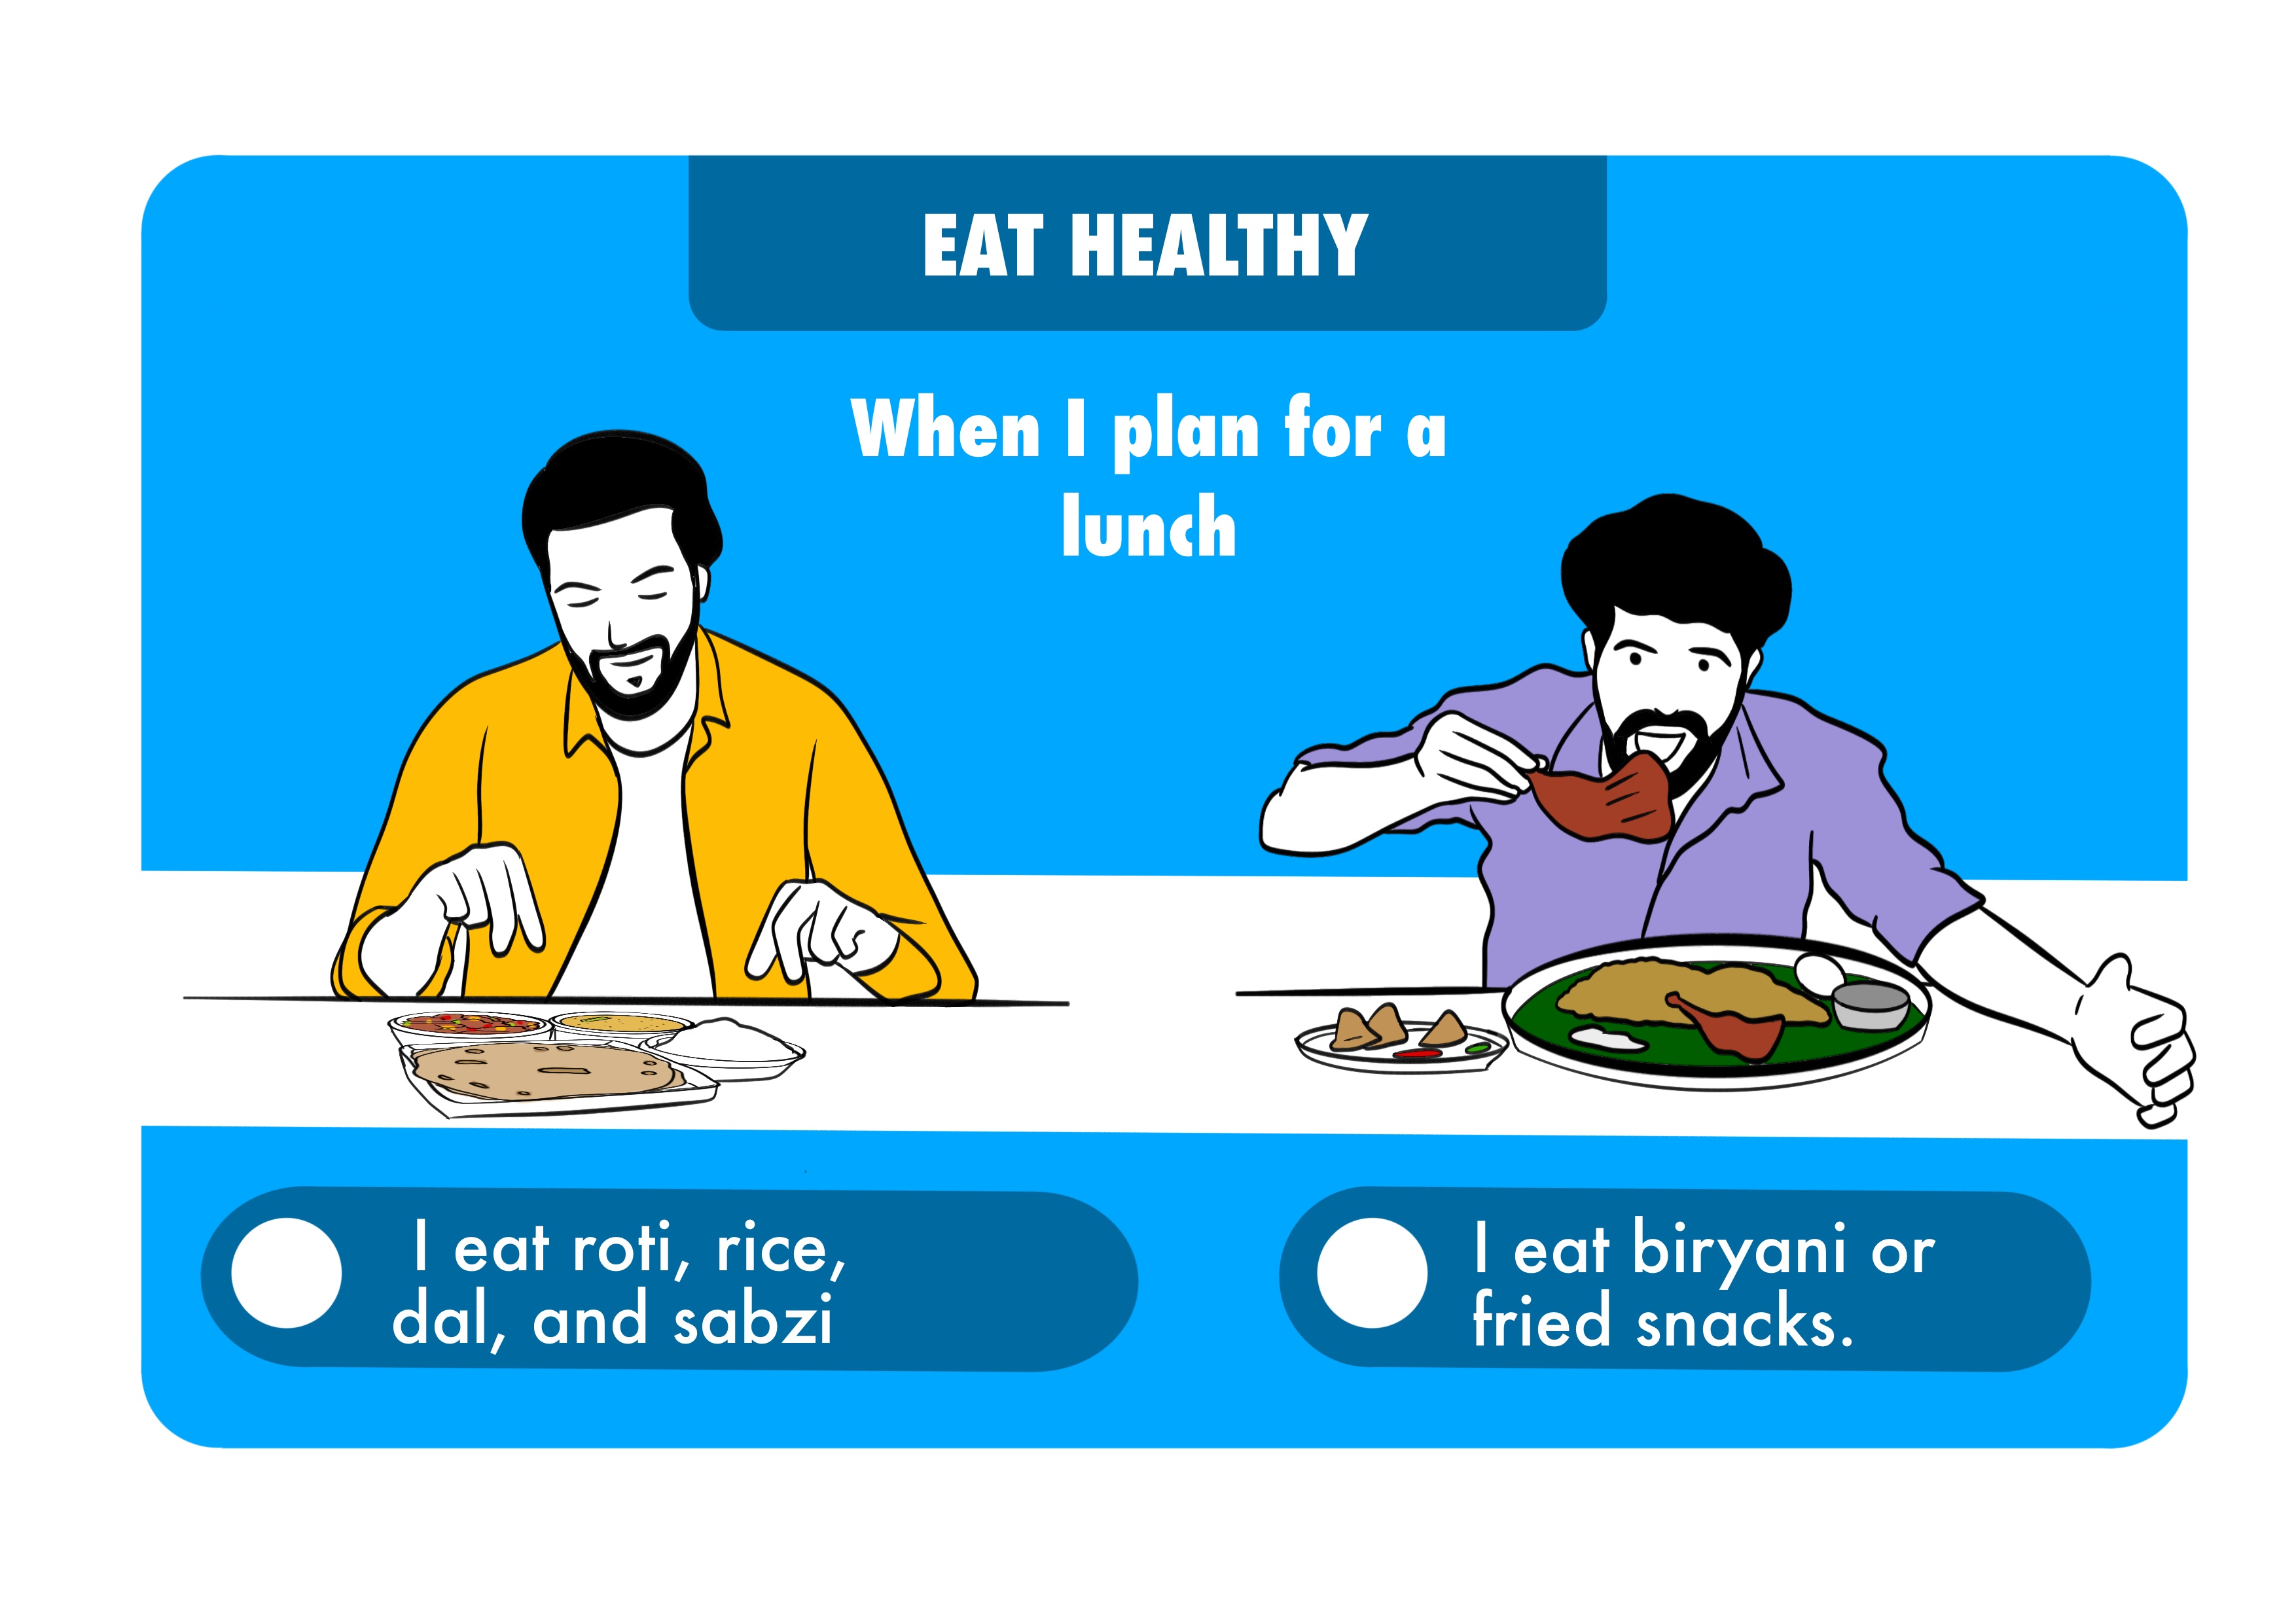 EAT HEALTHY
When I plan for a
lunch
I eat roti, rice,
dal, and sabzi
I eat biryani or
fried snacks.